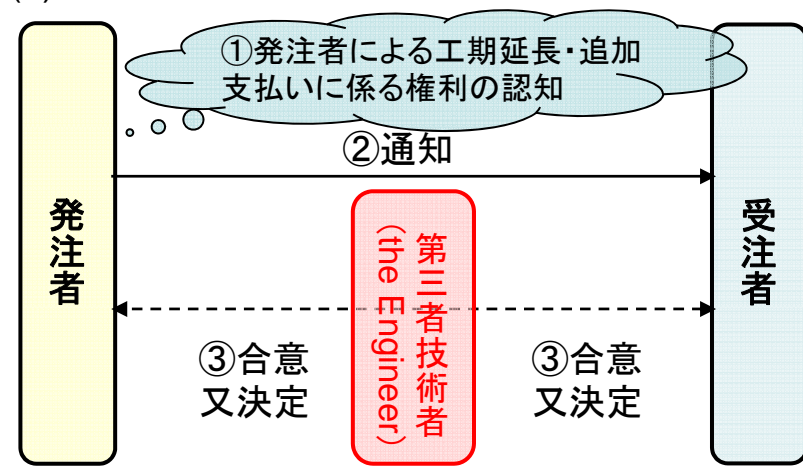 ①発注者による工期延長・追加
支払いに係る権利の認知
②通知
発注者
第三者技術者
(the Engineer)
受注者
③合意
又決定
③合意
又決定